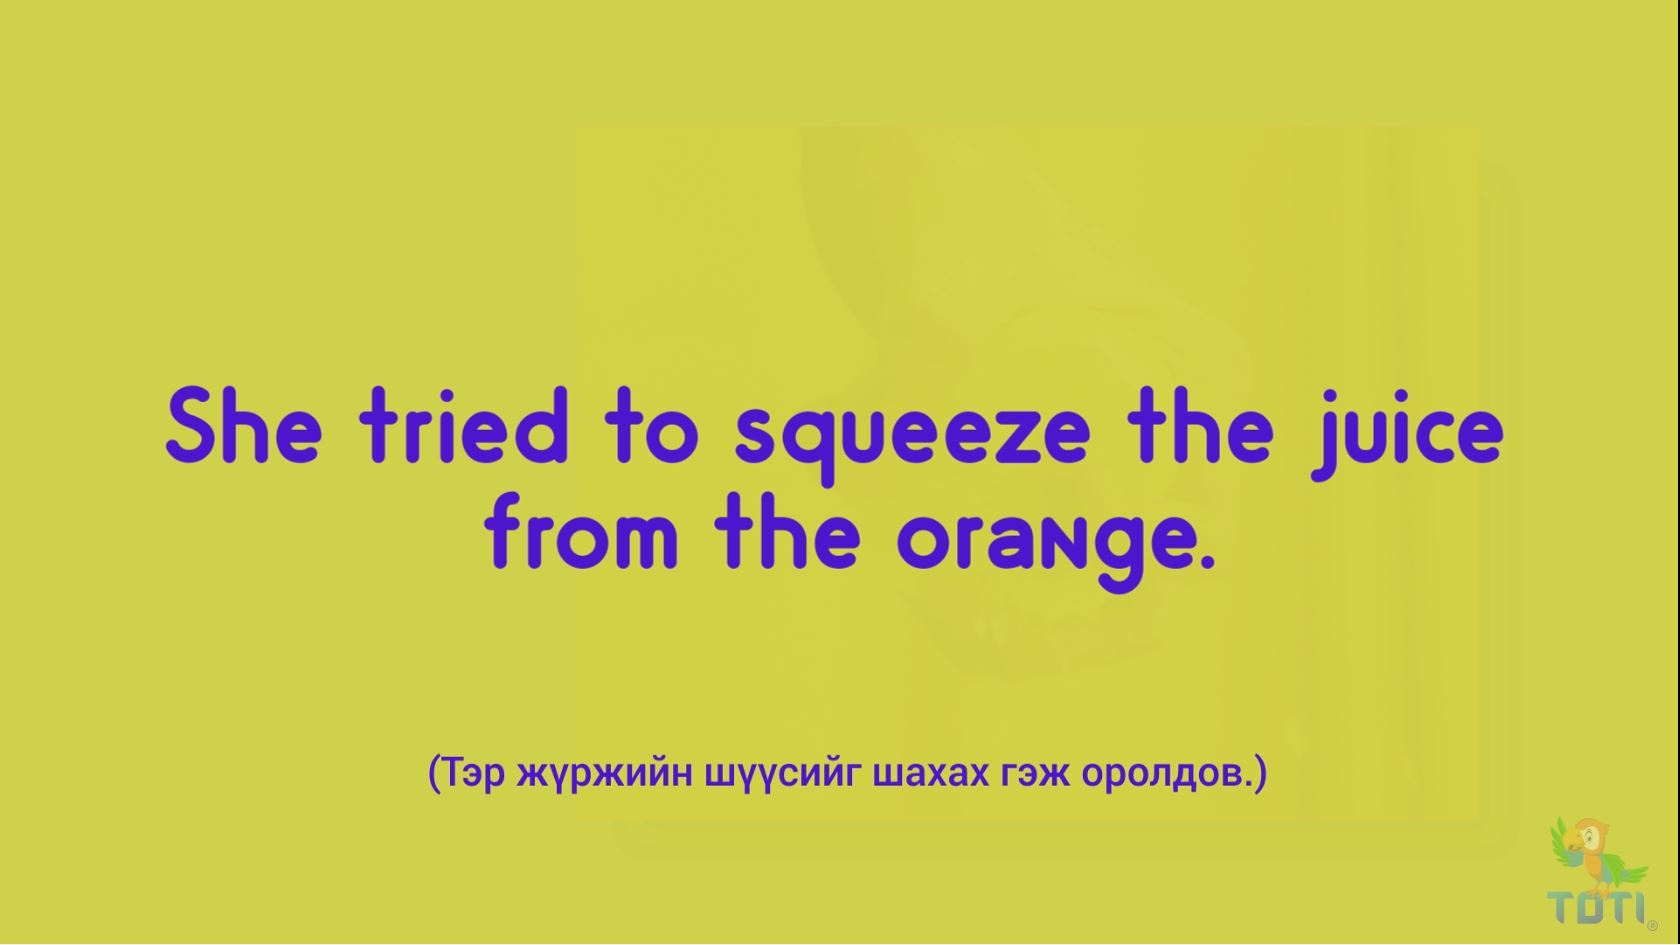 She tried to squeeze the juice
from the orange.
(Тэр жүржийн шүүсийг шахах гэж оролдов.)
TOTI®